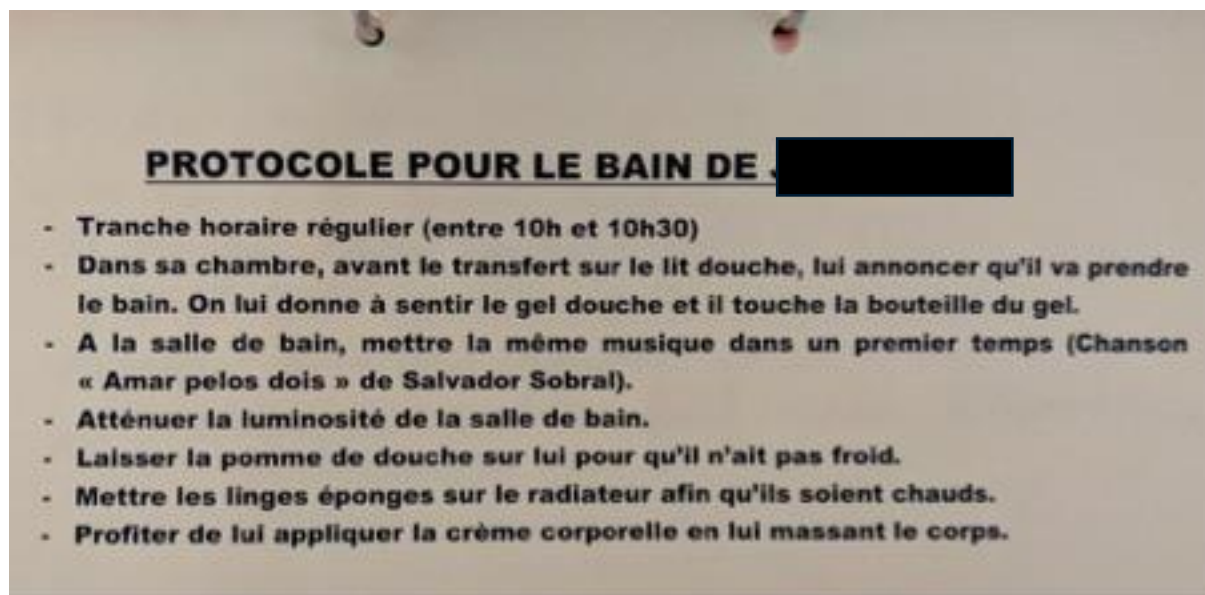 PROTOCOLE POUR LE BAIN DE
- Tranche horaire régulier (entre 10h et 10h30)
- Dans sa chambre, avant le transfert sur le lit douche, lui annoncer qu'il va prendre
le bain. On lui donne à sentir le gel douche et il touche la bouteille du gel.
- A la salle de bain, mettre la même musique dans un premier temps (Chanson
« Amar pelos dois » de Salvador Sobral).
- Atténuer la luminosité de la salle de bain.
- Laisser la pomme de douche sur lui pour qu'il n'ait pas froid.
- Mettre les linges éponges sur le radiateur afin qu'ils soient chauds.
- Profiter de lui appliquer la crème corporelle en lui massant le corps.